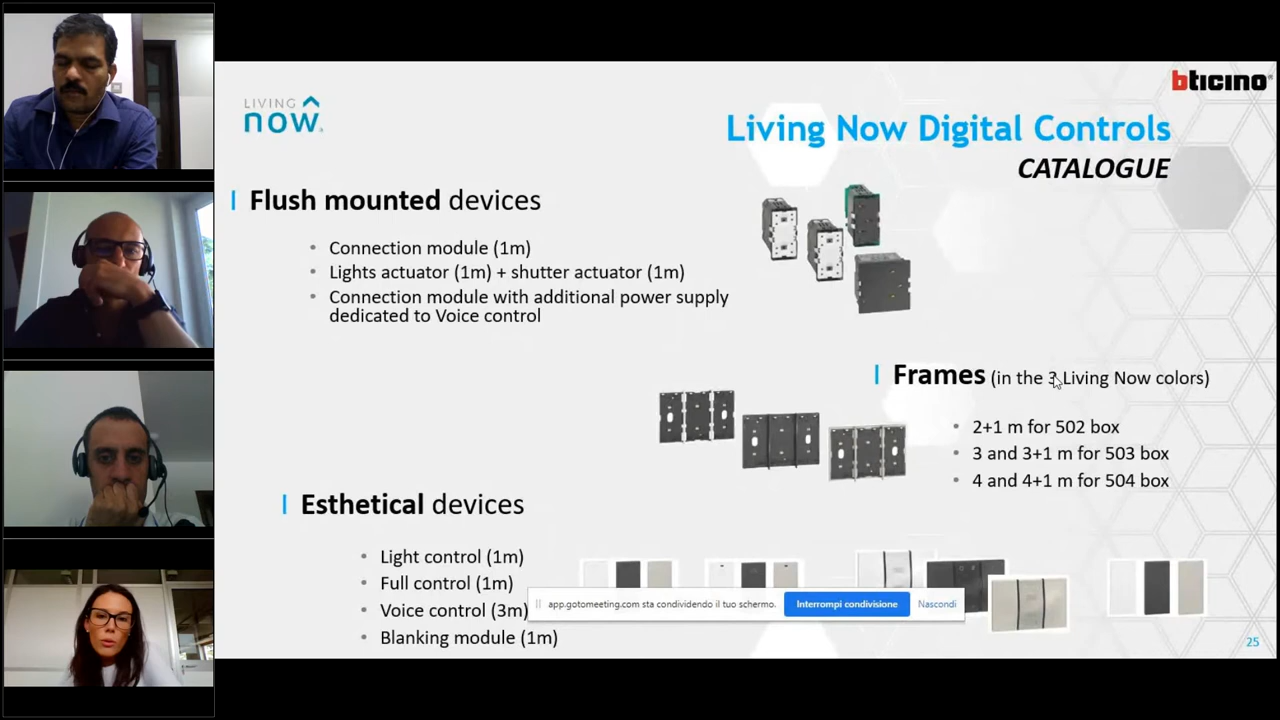 LIVING
now
bticino
Living Now Digital Controls
CATALOGUE
Flush mounted devices
• Connection module (1m)
• Lights actuator (1m) + shutter actuator (1m)
• Connection module with additional power supply
dedicated to Voice control
Frames (in the 3 Living Now colors)
• 2+1 m for 502 box
• 3 and 3+1 m for 503 box
• 4 and 4+1 m for 504 box
Esthetical devices
• Light control (1m)
• Full control (1m)
• Voice control (3m)
• Blanking module (1m)
app.gotomeeting.com sta condividendo il tuo schermo.
Interrompi condivisione
Nascondi
25